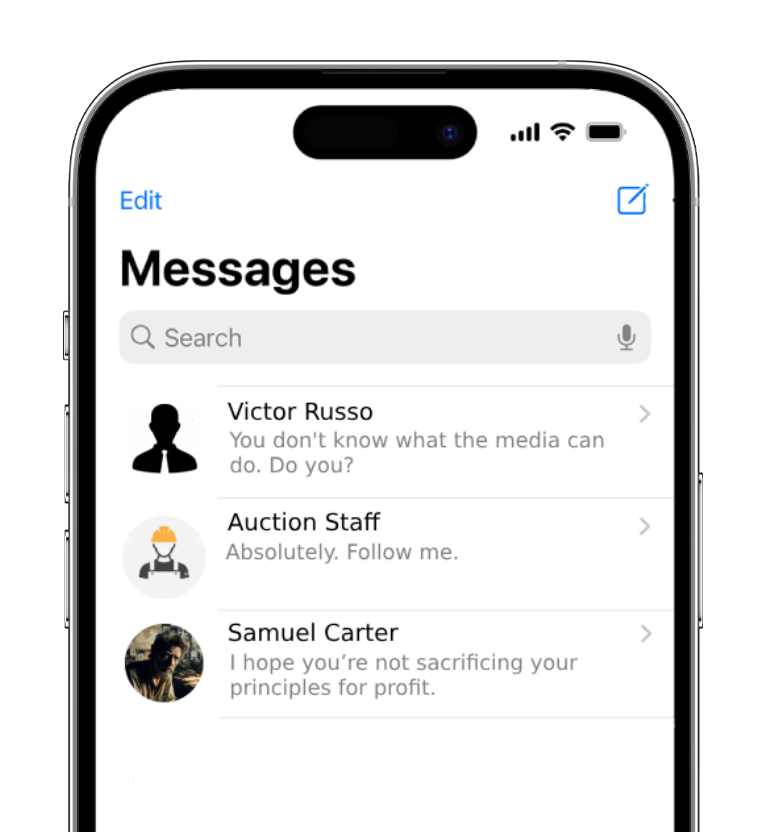 Edit
Messages
Search
Victor Russo
You don't know what the media can
do. Do you?
Auction Staff
Absolutely. Follow me.
Samuel Carter
I hope you’re not sacrificing your
principles for profit.